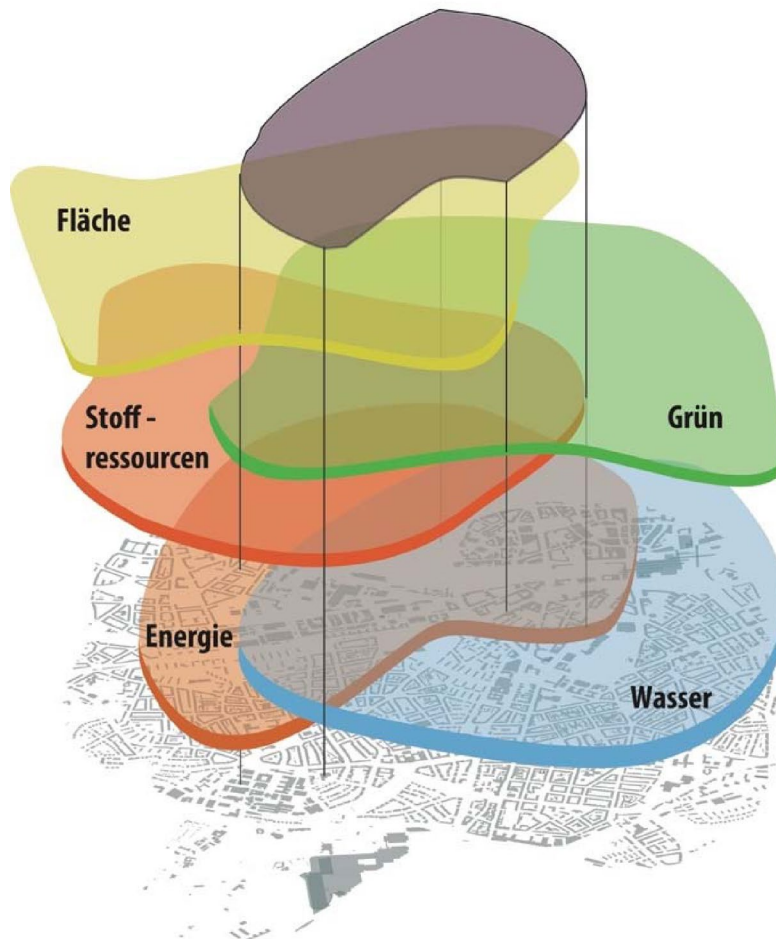 Fläche
Stoff -
ressourcen
Grün
Energie
Wasser